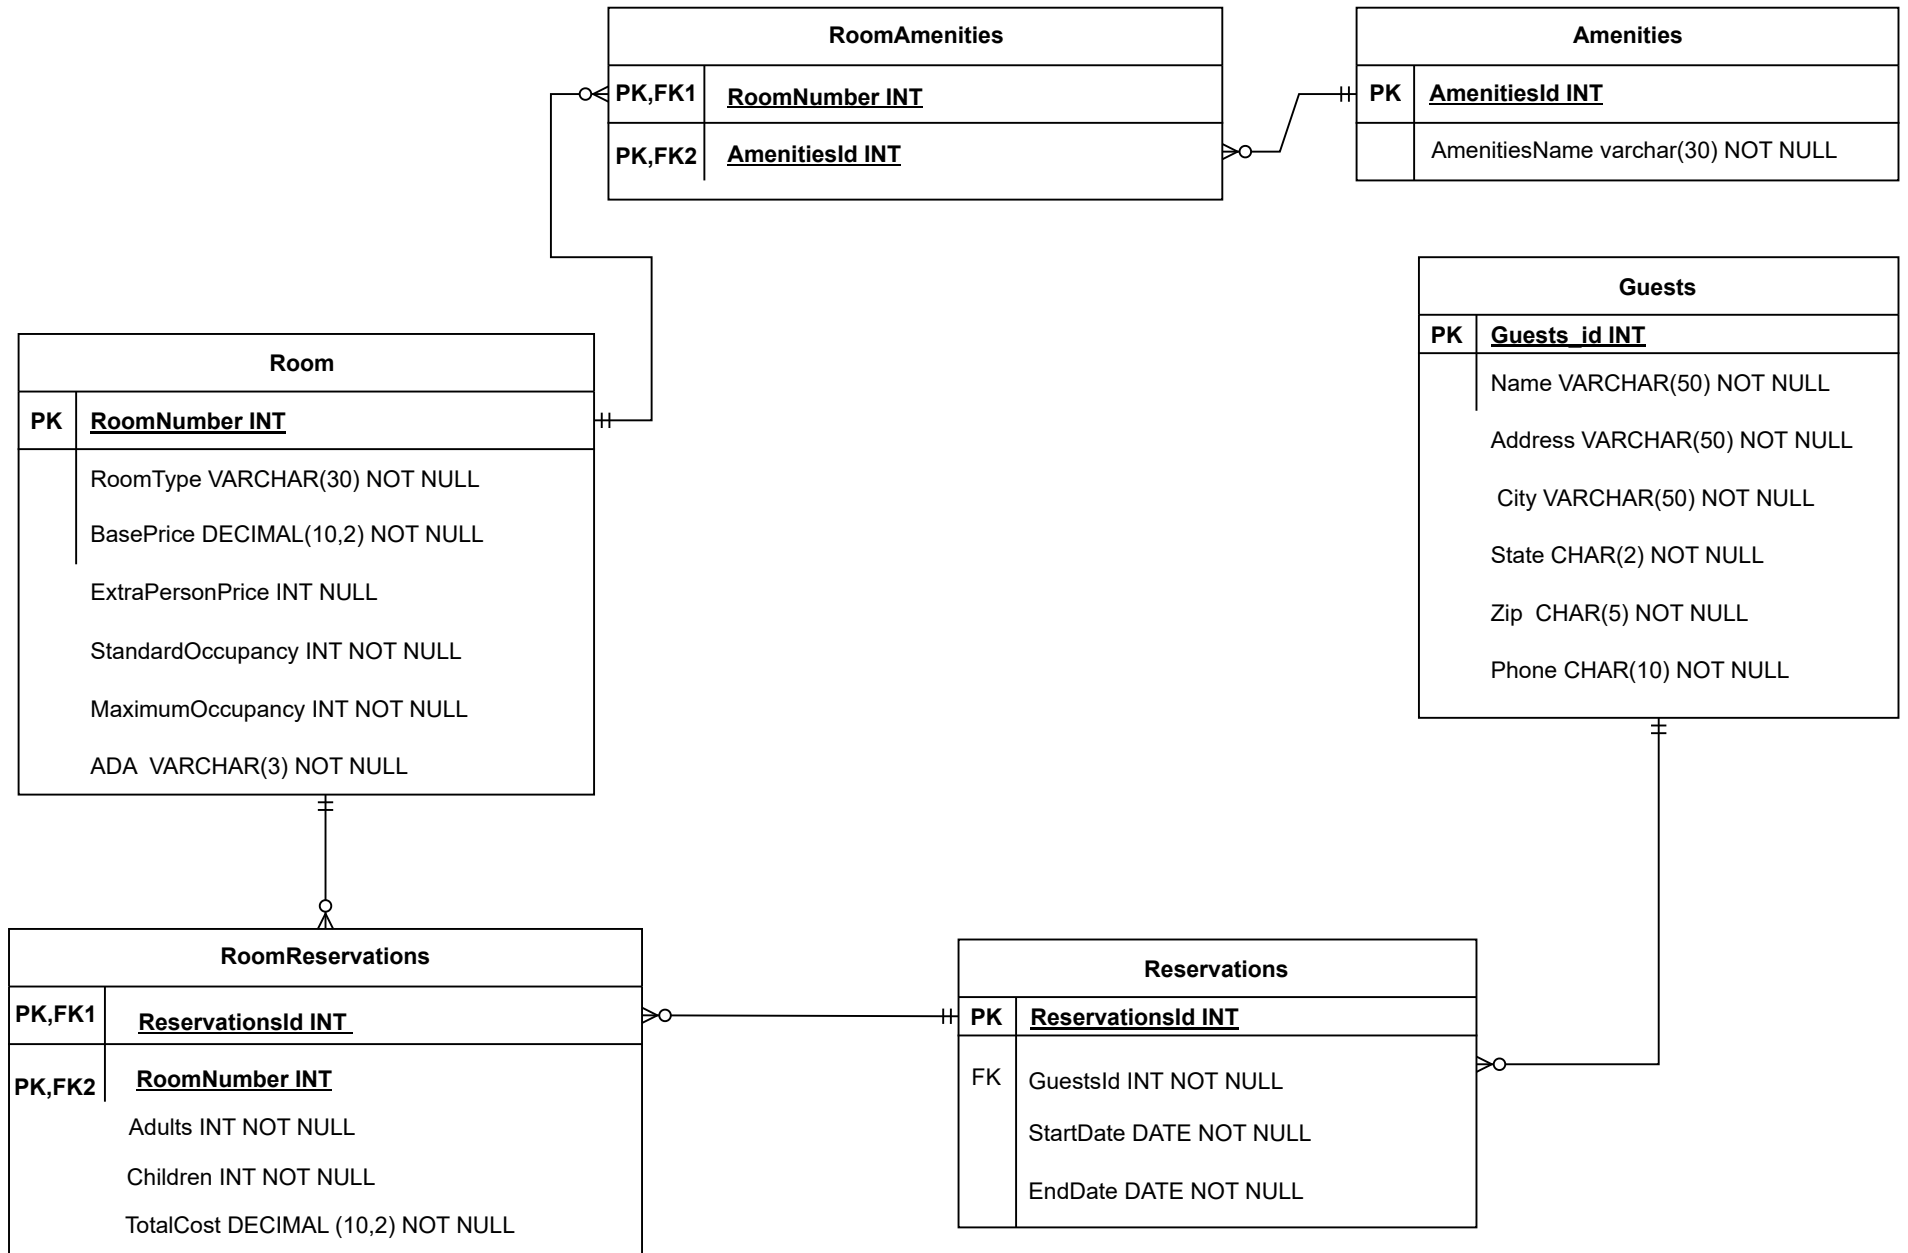 RoomAmenities
PK,FK1 RoomNumber INT
PK,FK2 AmenitiesId INT
Amenities
PK AmenitiesId INT
AmenitiesName varchar(30) NOT NULL
Guests
PK Guests_id INT
Name VARCHAR(50) NOT NULL
Address VARCHAR(50) NOT NULL
City VARCHAR(50) NOT NULL
State CHAR(2) NOT NULL
Zip CHAR(5) NOT NULL
Phone CHAR(10) NOT NULL
Room
PK RoomNumber INT
RoomType VARCHAR(30) NOT NULL
BasePrice DECIMAL(10,2) NOT NULL
ExtraPersonPrice INT NULL
StandardOccupancy INT NOT NULL
MaximumOccupancy INT NOT NULL
ADA VARCHAR(3) NOT NULL
RoomReservations
PK,FK1 ReservationsId INT
PK,FK2 RoomNumber INT
Adults INT NOT NULL
Children INT NOT NULL
TotalCost DECIMAL (10,2) NOT NULL
Reservations
PK ReservationsId INT
FK GuestsId INT NOT NULL
StartDate DATE NOT NULL
EndDate DATE NOT NULL